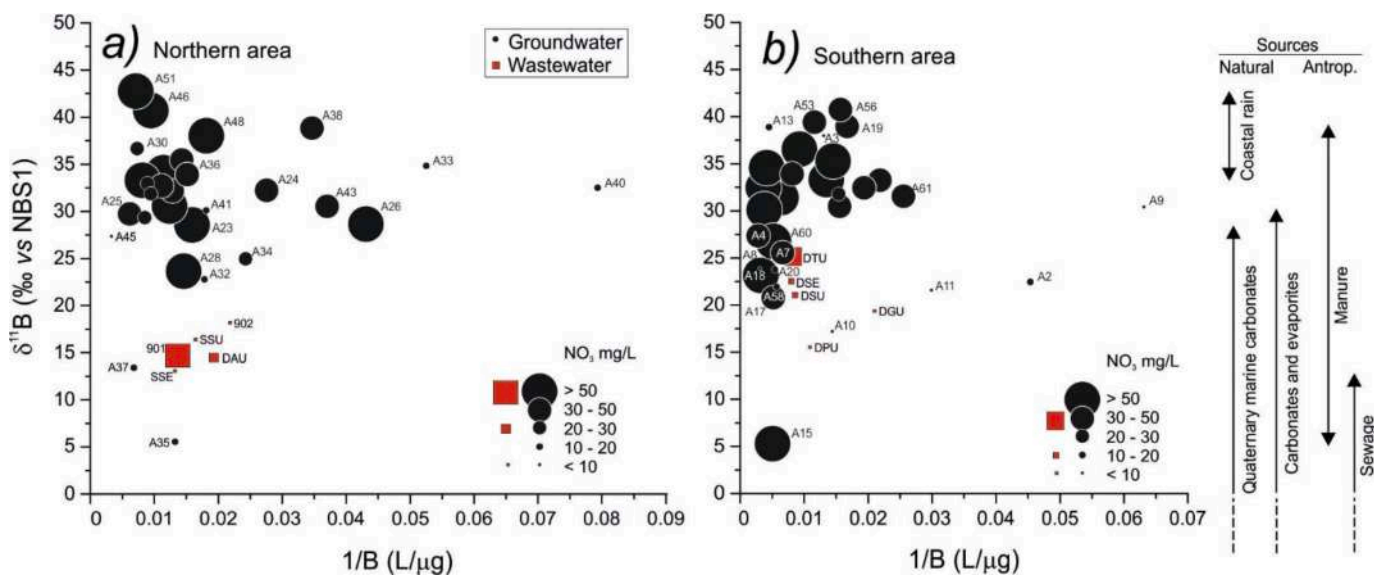 a) Northern area
Groundwater
Wastewater
δ¹¹B (‰ vs NBS1)
50
45
40
35
30
25
20
15
10
5
0
A51
A46
A48
A38
A30
A36
A33
A24
A40
A25
A41
A43
A26
A45
A23
A34
A28
A32
902
SSU
901
DAU
A37
SSE
A35
NO₃ mg/L
> 50
30 - 50
20 - 30
10 - 20
< 10
0
0.01
0.02
0.03
0.04
0.05
0.06
0.07
0.08
0.09
1/B (L/µg)
b) Southern area
50
45
40
35
30
25
20
15
10
5
0
A53
A56
A13
A3
A19
A61
A9
A4
A60
A7
DTU
A8
A20
A18
DSE
DSU
A58
A17
A11
A2
DGU
A10
DPU
A15
NO₃ mg/L
> 50
30 - 50
20 - 30
10 - 20
< 10
0
0.01
0.02
0.03
0.04
0.05
0.06
0.07
1/B (L/µg)
Sources
Natural
Antrop.
Coastal rain
Quaternary marine carbonates
Carbonates and evaporites
Manure
Sewage